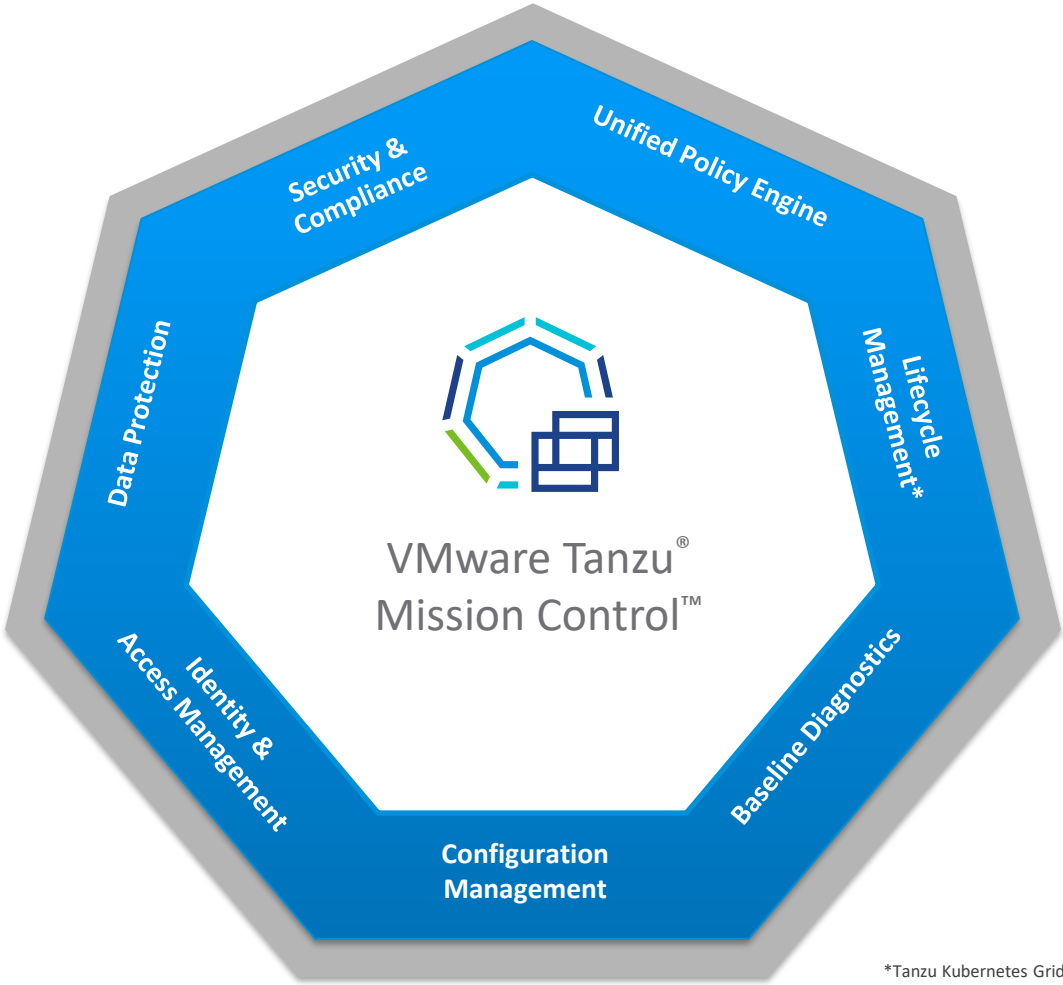 Unified Policy Engine
Security &
Compliance
Lifecycle
Management*
Data Protection
VMware Tanzu®
Mission Control™
Identity &
Access Management
Baseline Diagnostics
Configuration
Management
*Tanzu Kubernetes Grid